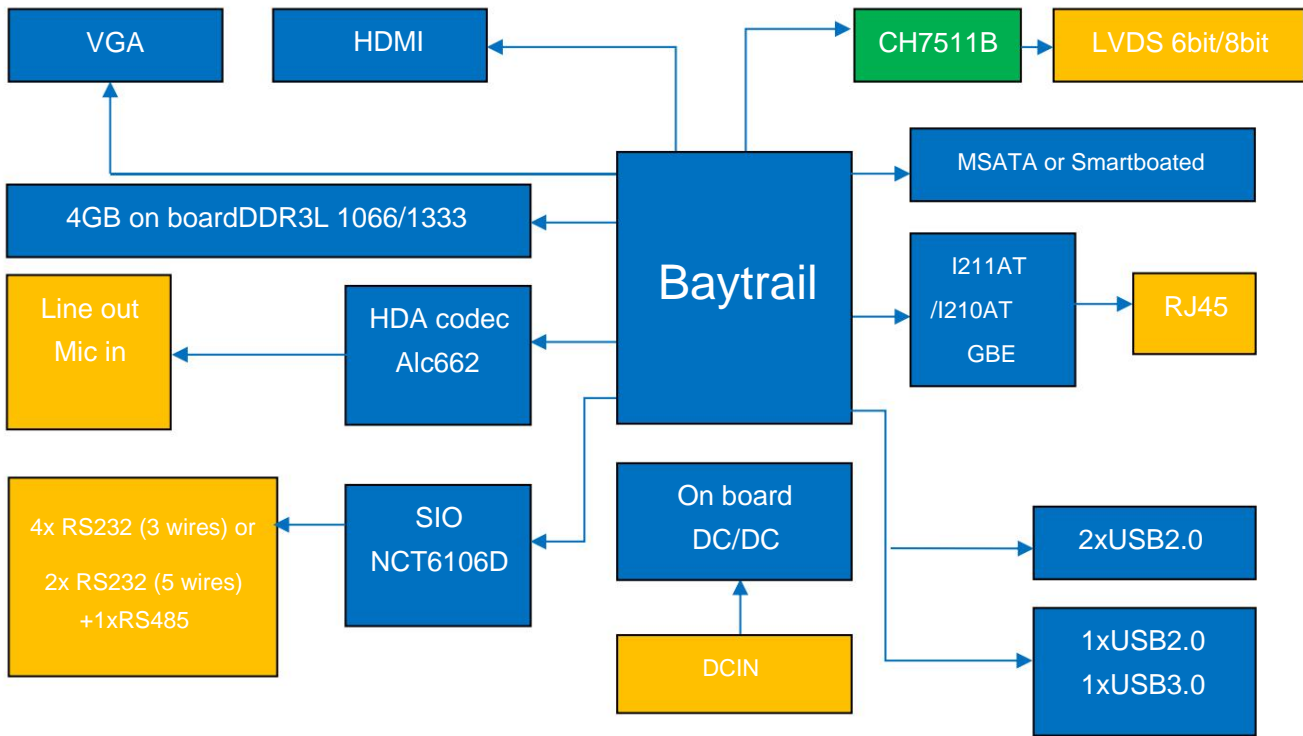 VGA
HDMI
CH7511B
LVDS 6bit/8bit
MSATA or Smartboated
4GB on boardDDR3L 1066/1333
Baytrail
I211AT
/I210AT
GBE
RJ45
Line out
Mic in
HDA codec
Alc662
4x RS232 (3 wires) or
2x RS232 (5 wires)
+1xRS485
SIO
NCT6106D
On board
DC/DC
2xUSB2.0
DCIN
1xUSB2.0
1xUSB3.0